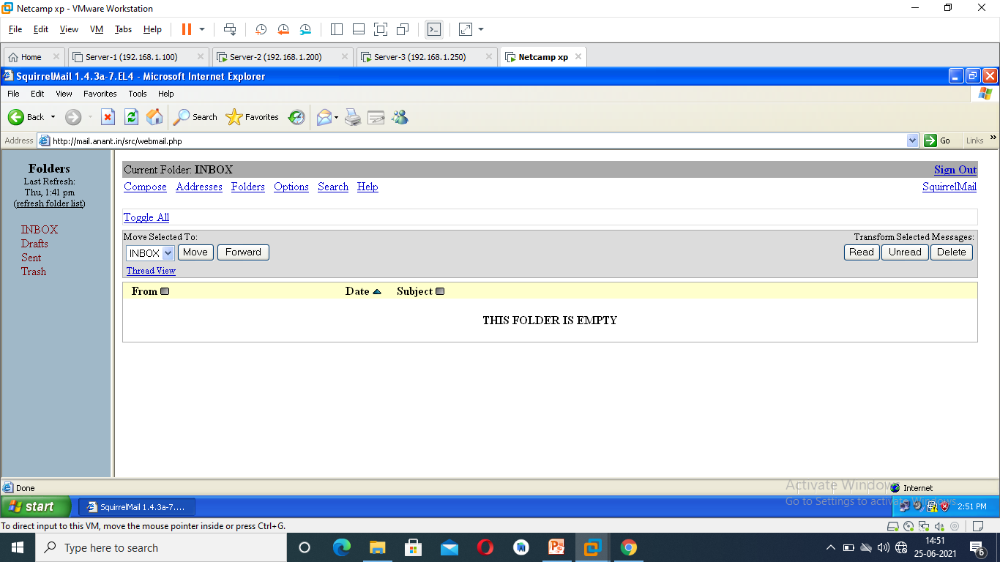 Netcamp xp - VMware Workstation
File Edit View VM Tabs Help
Home Server-1 (192.168.1.100) Server-2 (192.168.1.200) Server-3 (192.168.1.250) Netcamp xp
SquirrelMail 1.4.3a-7.EL4 - Microsoft Internet Explorer
File Edit View Favorites Tools Help
Back Search Favorites
Address http://mail.anant.in/src/webmail.php Go Links »
Folders
Last Refresh:
Thu, 1:41 pm
(refresh folder list)
INBOX
Drafts
Sent
Trash
Current Folder: INBOX Sign Out
Compose Addresses Folders Options Search Help SquirrelMail
Toggle All
Move Selected To: Transform Selected Messages:
INBOX Move Forward Read Unread Delete
Thread View
From Date Subject
THIS FOLDER IS EMPTY
Activate Windows
Go to Settings to activate Windows.
Done Internet
start SquirrelMail 1.4.3a-7.... 2:51 PM
To direct input to this VM, move the mouse pointer inside or press Ctrl+G.
Type here to search 14:51
25-06-2021 6